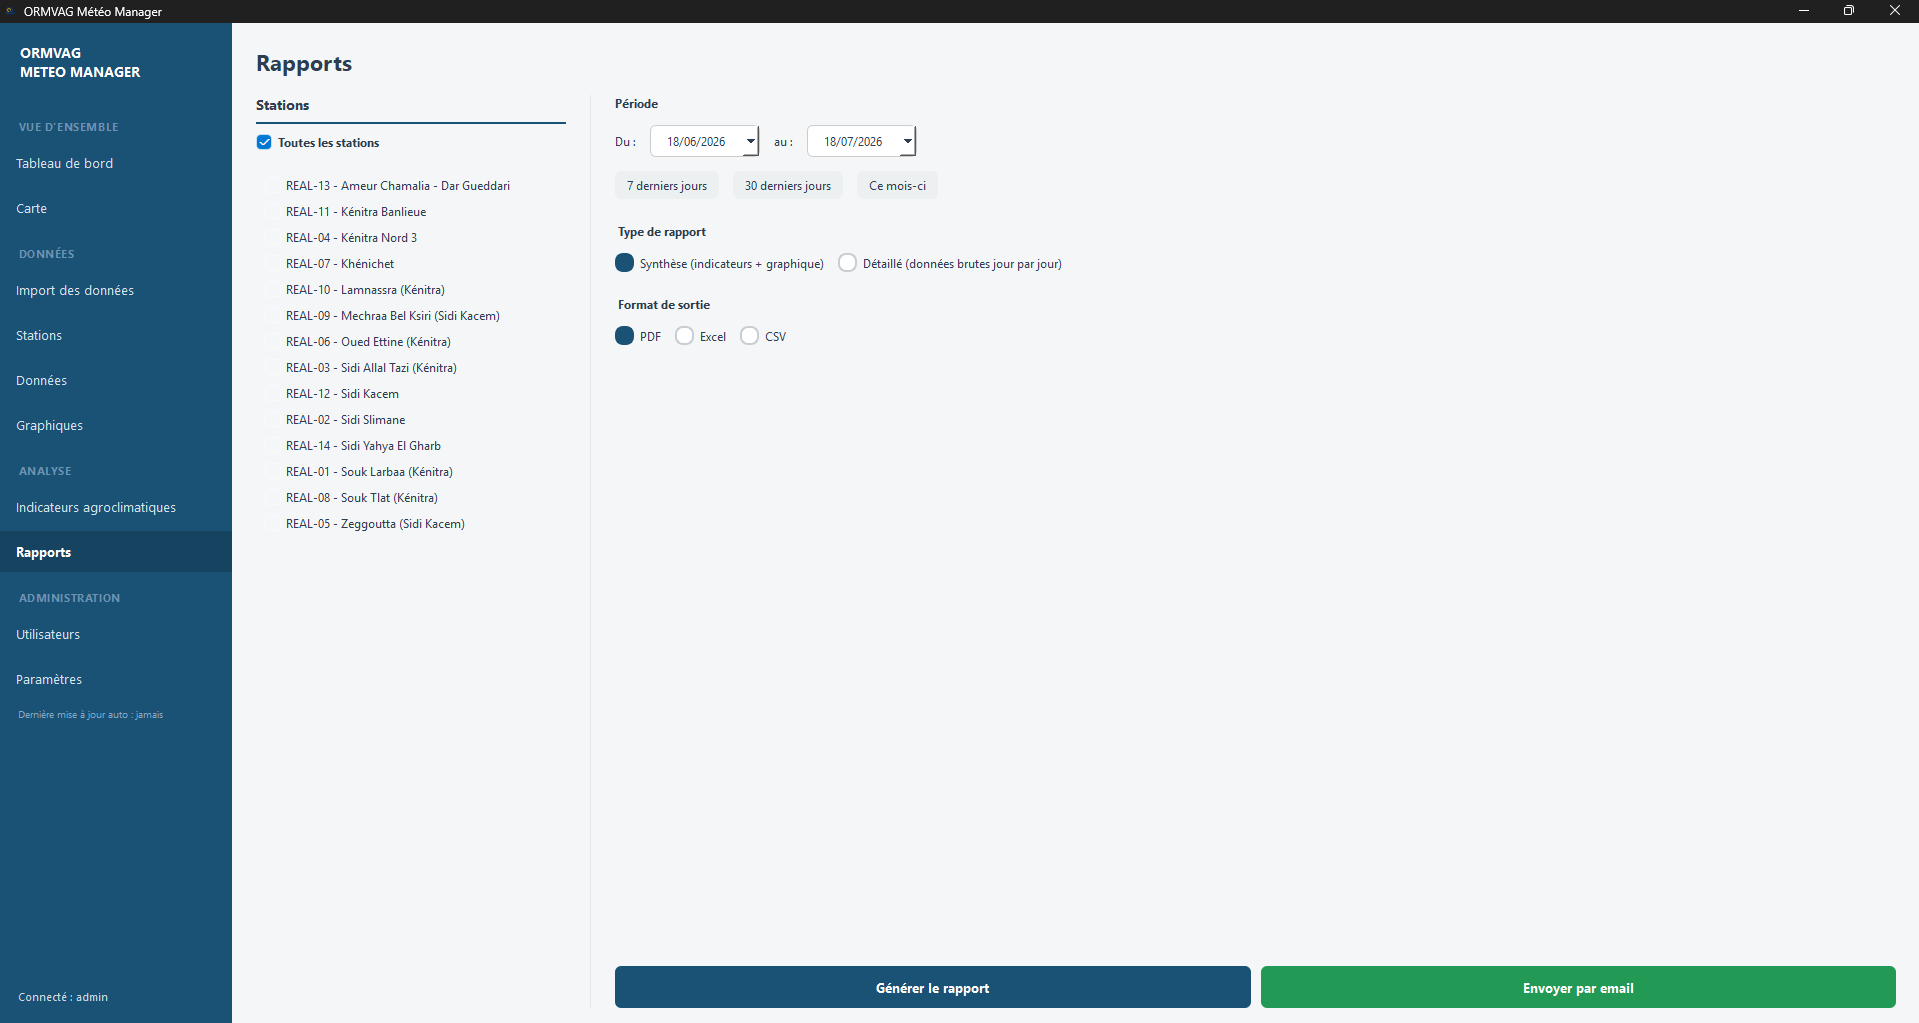 ORMVAG Météo Manager
ORMVAG
METEO MANAGER
VUE D'ENSEMBLE
Tableau de bord
Carte
DONNÉES
Import des données
Stations
Données
Graphiques
ANALYSE
Indicateurs agroclimatiques
Rapports
ADMINISTRATION
Utilisateurs
Paramètres
Dernière mise à jour auto : jamais
Connecté : admin
Rapports
Stations
Toutes les stations
REAL-13 - Ameur Chamalia - Dar Gueddari
REAL-11 - Kénitra Banlieue
REAL-04 - Kénitra Nord 3
REAL-07 - Khénichet
REAL-10 - Lamnassra (Kénitra)
REAL-09 - Mechraa Bel Ksiri (Sidi Kacem)
REAL-06 - Oued Ettine (Kénitra)
REAL-03 - Sidi Allal Tazi (Kénitra)
REAL-12 - Sidi Kacem
REAL-02 - Sidi Slimane
REAL-14 - Sidi Yahya El Gharb
REAL-01 - Souk Larbaa (Kénitra)
REAL-08 - Souk Tlat (Kénitra)
REAL-05 - Zeggoutta (Sidi Kacem)
Période
Du : 18/06/2026 au : 18/07/2026
7 derniers jours 30 derniers jours Ce mois-ci
Type de rapport
Synthèse (indicateurs + graphique) Détaillé (données brutes jour par jour)
Format de sortie
PDF Excel CSV
Générer le rapport Envoyer par email